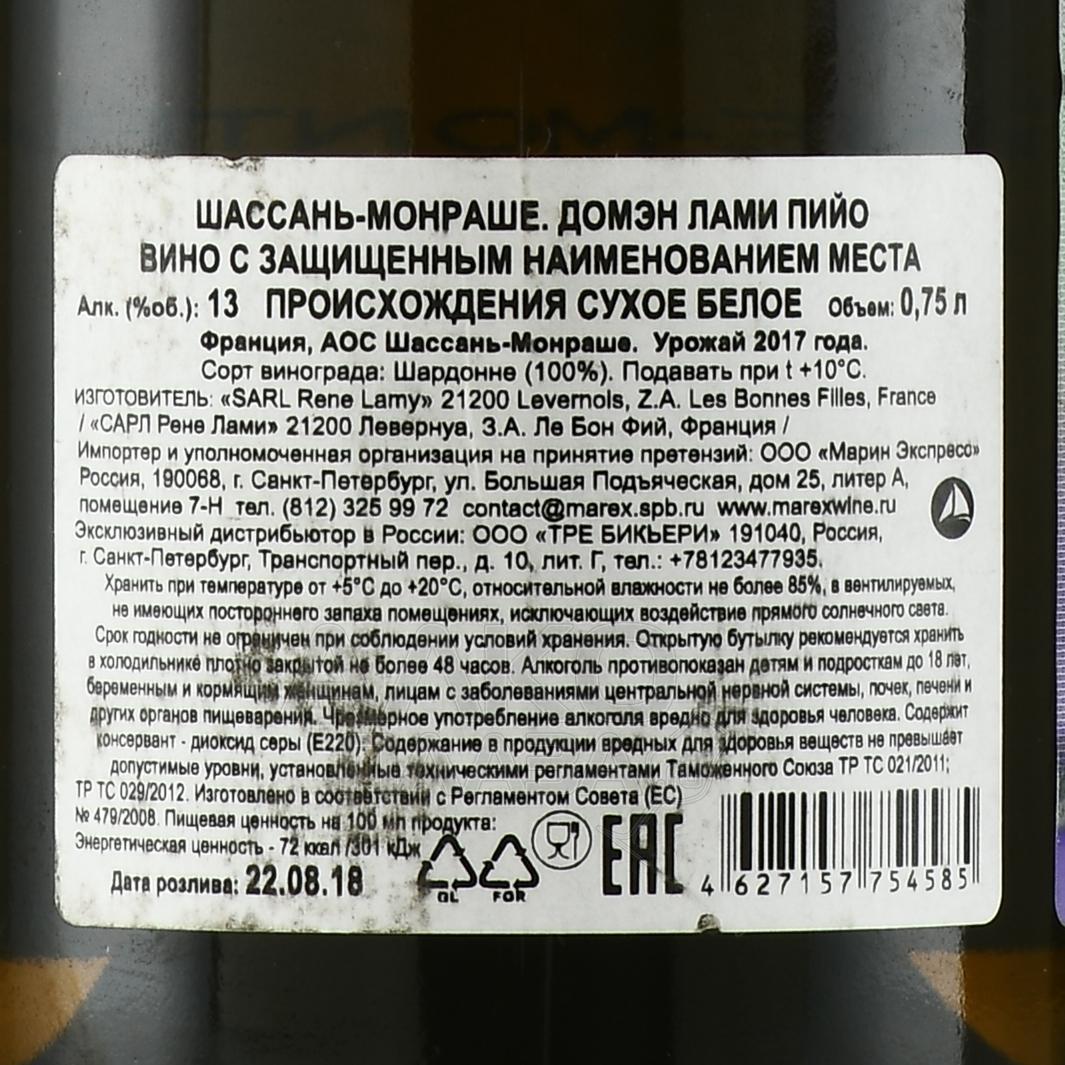 ШАССАНЬ-МОНРАШЕ. ДОМЭН ЛАМИ ПИЙО
ВИНО С ЗАЩИЩЕННЫМ НАИМЕНОВАНИЕМ МЕСТА
Алк. (%об.): 13 ПРОИСХОЖДЕНИЯ СУХОЕ БЕЛОЕ Объем: 0,75 л
Франция, АОС Шассань-Монраше. Урожай 2017 года.
Сорт винограда: Шардонне (100%). Подавать при t +10°C.
ИЗГОТОВИТЕЛЬ: «SARL Rene Lamy» 21200 Levernois, Z.A. Les Bonnes Filles, France
/ «САРЛ Рене Лами» 21200 Левернуа, З.А. Ле Бон Фий, Франция /
Импортер и уполномоченная организация на принятие претензий: ООО «Марин Экспресо»
Россия, 190068, г. Санкт-Петербург, ул. Большая Подъяческая, дом 25, литер А,
помещение 7-Н тел. (812) 325 99 72 contact@marex.spb.ru www.marexwine.ru
Эксклюзивный дистрибьютор в России: ООО «ТРЕ БИКЬЕРИ» 191040, Россия,
г. Санкт-Петербург, Транспортный пер., д. 10, лит. Г, тел.: +78123477935.
Хранить при температуре от +5°C до +20°C, относительной влажности не более 85%, в вентилируемых,
не имеющих постороннего запаха помещениях, исключающих воздействие прямого солнечного света.
Срок годности не ограничен при соблюдении условий хранения. Открытую бутылку рекомендуется хранить
в холодильнике плотно закрытой не более 48 часов. Алкоголь противопоказан детям и подросткам до 18 лет,
беременным и кормящим женщинам, лицам с заболеваниями центральной нервной системы, почек, печени и
других органов пищеварения. Чрезмерное употребление алкоголя вредно для здоровья человека. Содержит
консервант - диоксид серы (E220). Содержание в продукции вредных для здоровья веществ не превышает
допустимые уровни, установленные техническими регламентами Таможенного Союза ТР ТС 021/2011;
ТР ТС 029/2012. Изготовлено в соответствии с Регламентом Совета (ЕС)
№ 479/2008. Пищевая ценность на 100 мл продукта:
Энергетическая ценность - 72 ккал /301 кДж
Дата розлива: 22.08.18
GL FOR
EAC
4 627157 754585